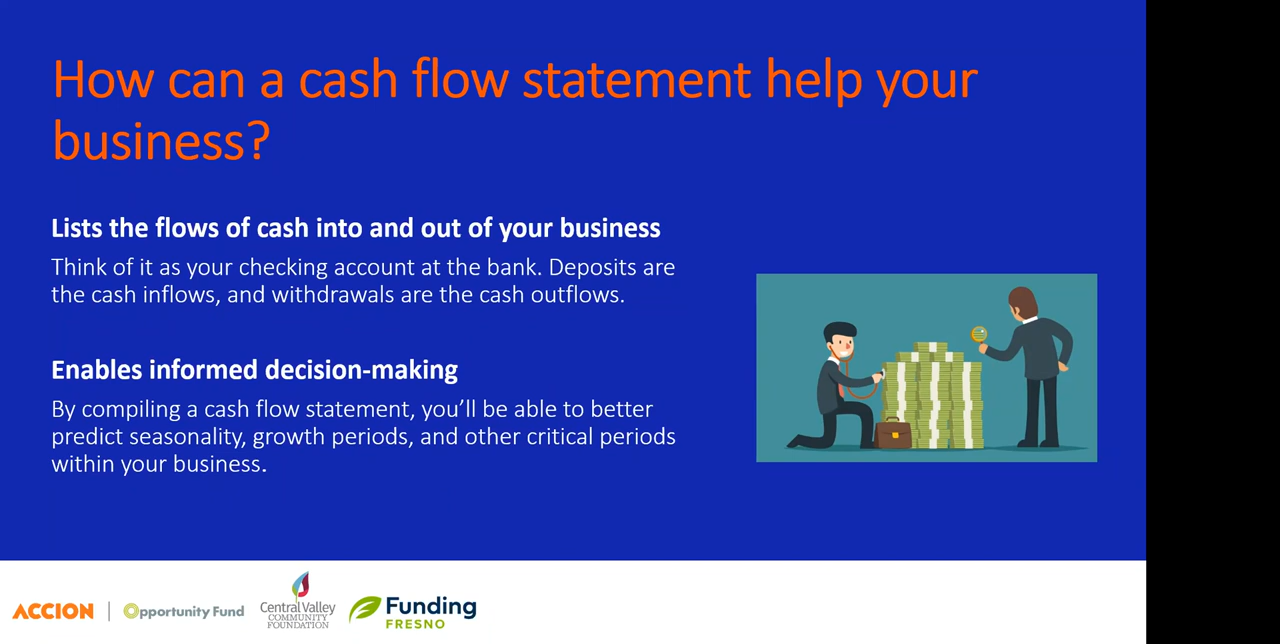 How can a cash flow statement help your
business?
Lists the flows of cash into and out of your business
Think of it as your checking account at the bank. Deposits are
the cash inflows, and withdrawals are the cash outflows.
Enables informed decision-making
By compiling a cash flow statement, you’ll be able to better
predict seasonality, growth periods, and other critical periods
within your business.
ACCION | Opportunity Fund
Central Valley
COMMUNITY
FOUNDATION
Funding
FRESNO